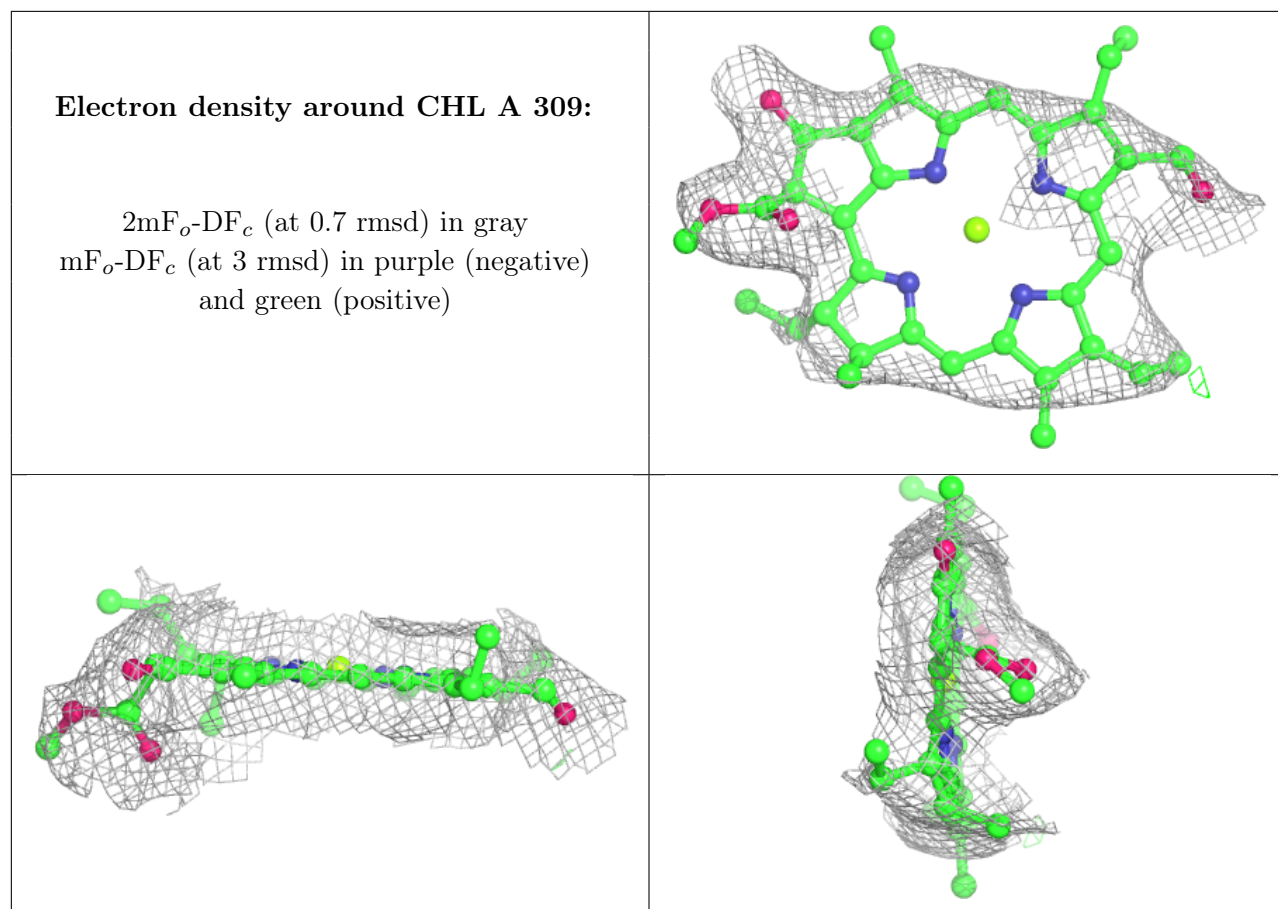 Electron density around CHL A 309:
2mFo-DFc (at 0.7 rmsd) in gray
mFo-DFc (at 3 rmsd) in purple (negative)
and green (positive)